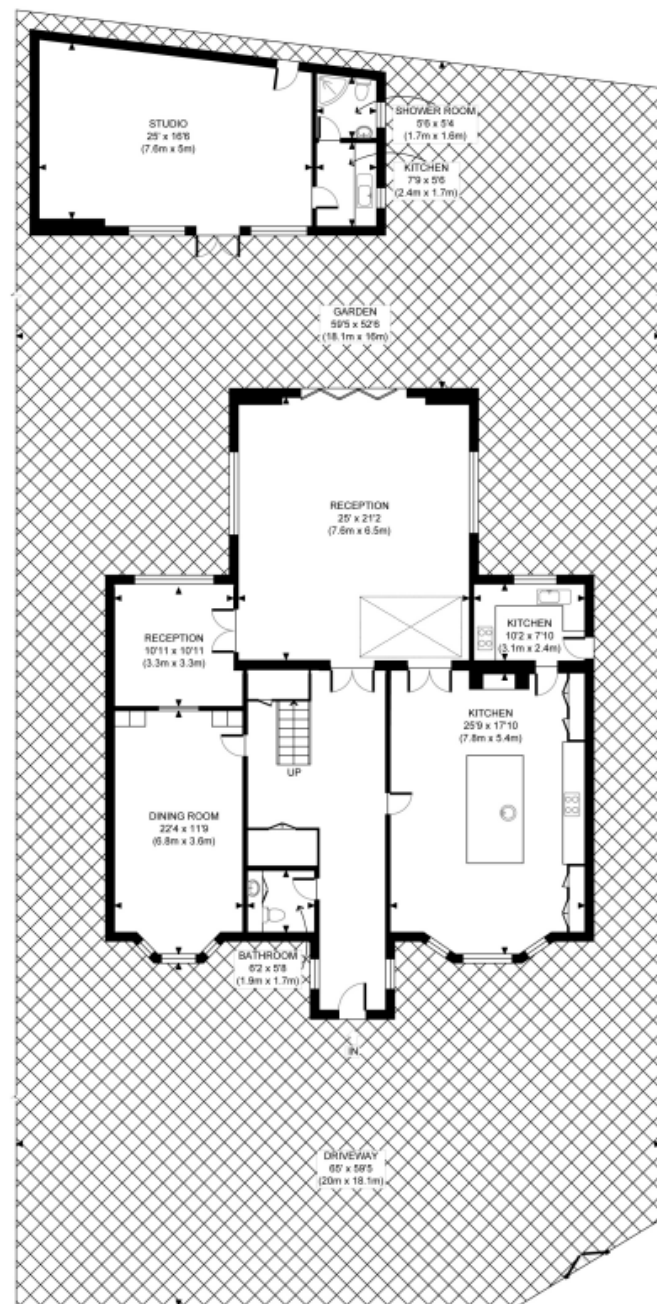 STUDIO
25' x 16'6
(7.6m x 5m)
SHOWER ROOM
5'6 x 5'4
(1.7m x 1.6m)
KITCHEN
7'9 x 5'6
(2.4m x 1.7m)
GARDEN
59'5 x 52'6
(18.1m x 16m)
RECEPTION
25' x 21'2
(7.6m x 6.5m)
RECEPTION
10'11 x 10'11
(3.3m x 3.3m)
KITCHEN
10'2 x 7'10
(3.1m x 2.4m)
KITCHEN
25'9 x 17'10
(7.8m x 5.4m)
UP
DINING ROOM
22'4 x 11'9
(6.8m x 3.6m)
BATHROOM
6'2 x 5'8
(1.9m x 1.7m)
IN
DRIVEWAY
65' x 59'5
(20m x 18.1m)